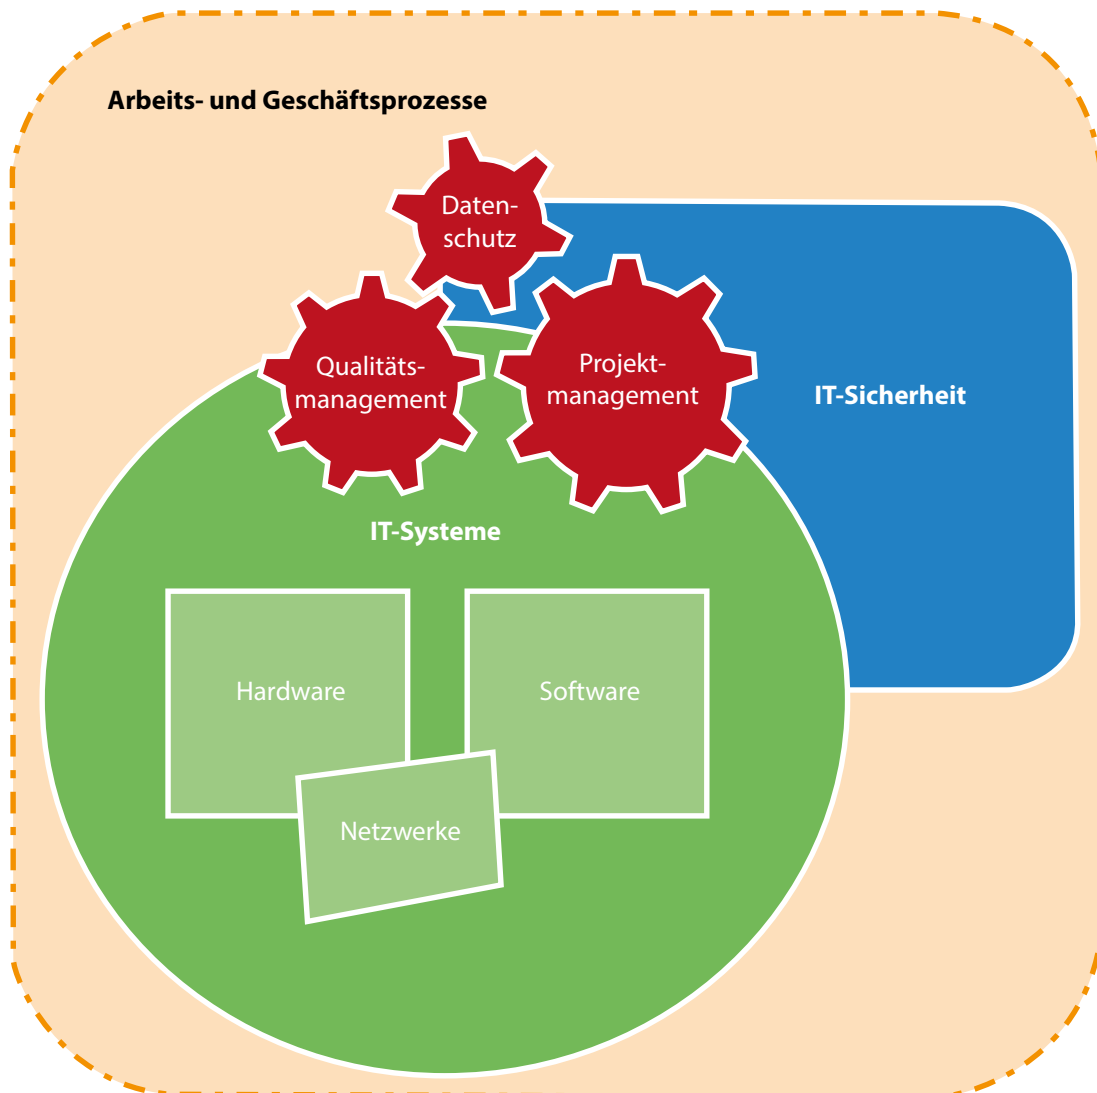 Arbeits- und Geschäftsprozesse
Daten-
schutz
Qualitäts-
management
Projekt-
management
IT-Sicherheit
IT-Systeme
Hardware
Software
Netzwerke